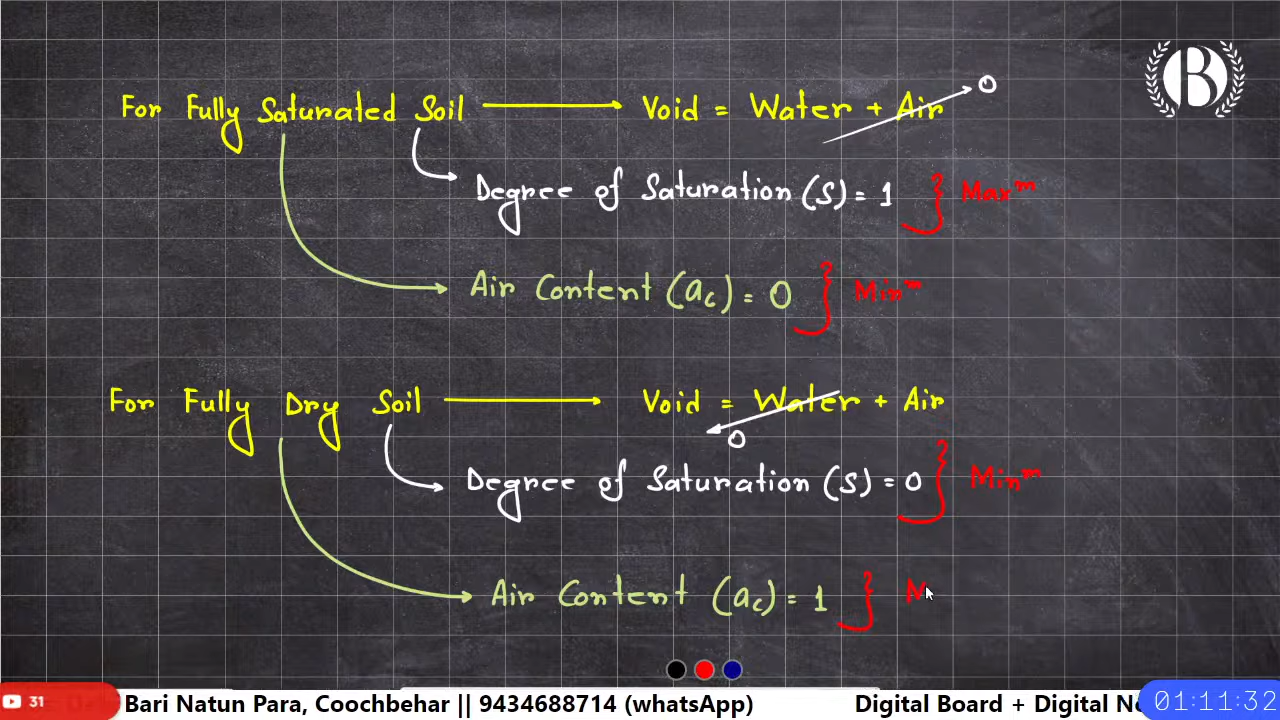 For Fully Saturated Soil → Void = Water + Air 0
Degree of Saturation (S) = 1 } Maxᵐ
Air Content (ac) = 0 } Minᵐ
For Fully Dry Soil → Void = Water + Air
0
Degree of Saturation (S) = 0 } Minᵐ
Air Content (ac) = 1 } M
31 Bari Natun Para, Coochbehar || 9434688714 (whatsApp) Digital Board + Digital No 01:11:32
B